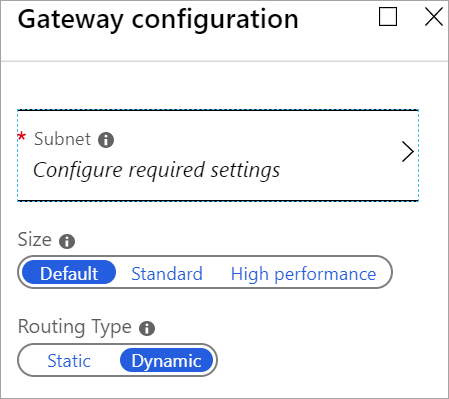 Gateway configuration
* Subnet
Configure required settings
Size
Default Standard High performance
Routing Type
Static Dynamic